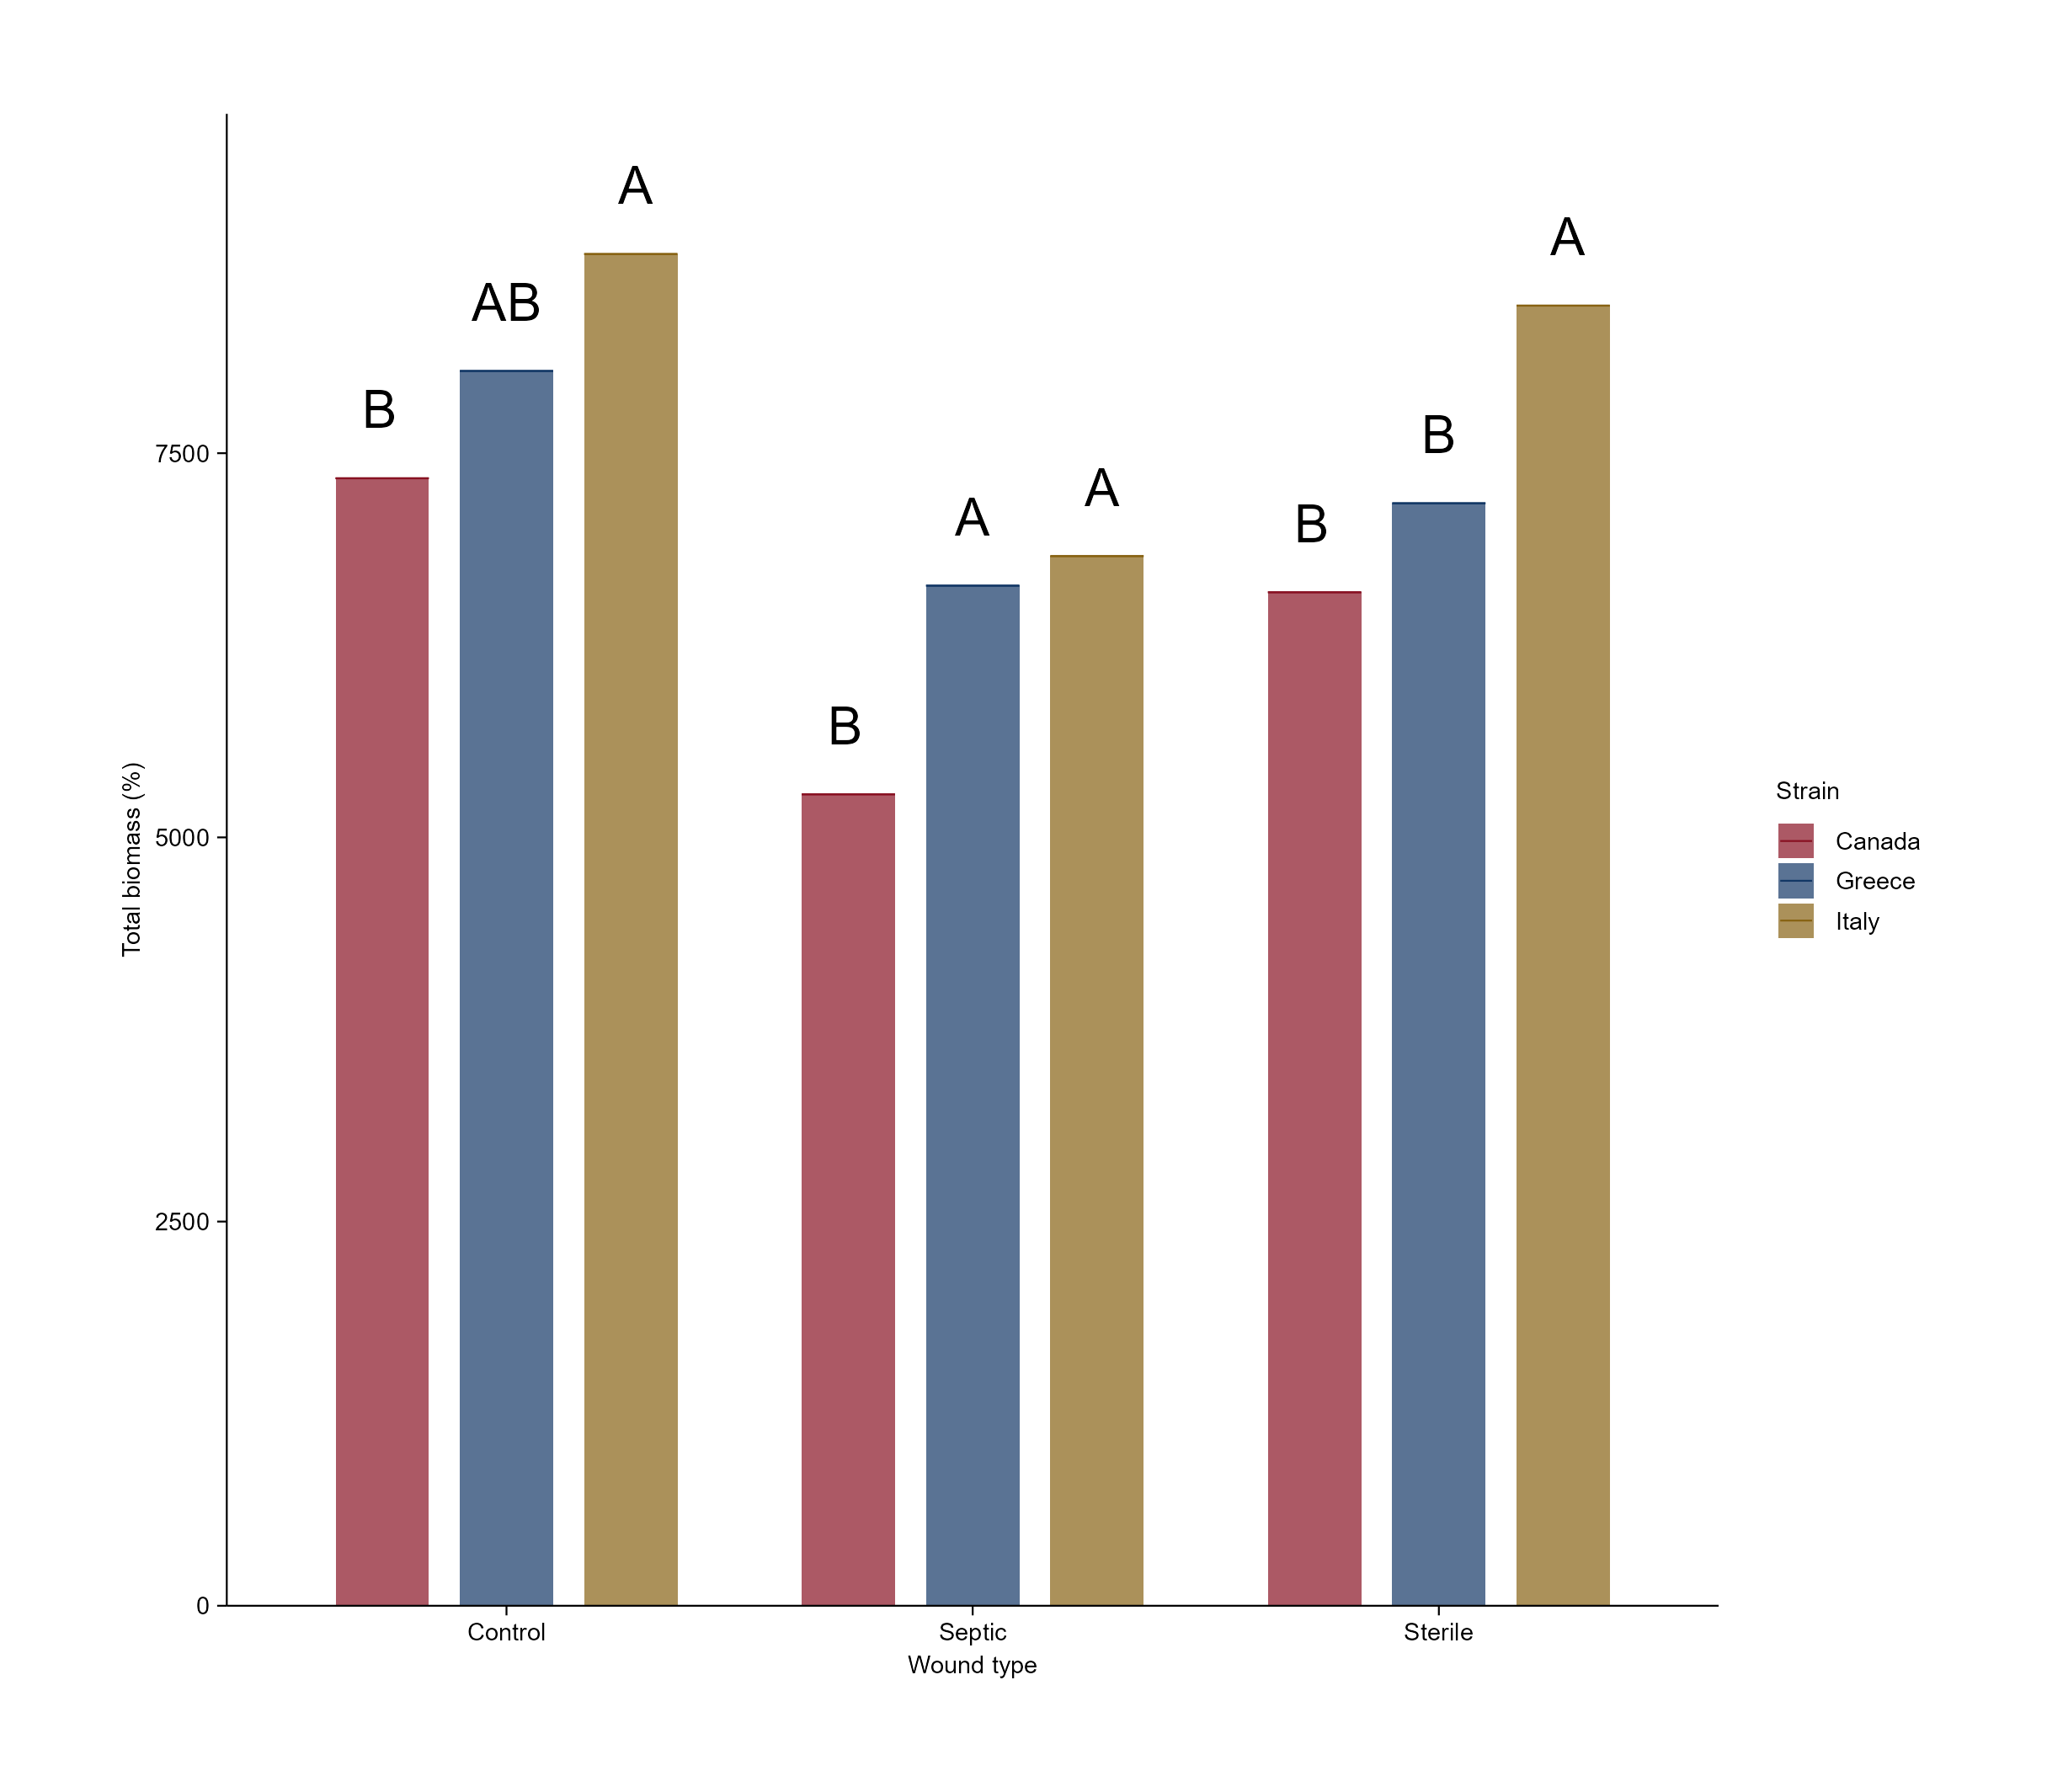 A
A
AB
B
B
7500
A
A
B
B
5000
2500
0
Total biomass (%)
Control
Septic
Sterile
Wound type
Strain
Canada
Greece
Italy